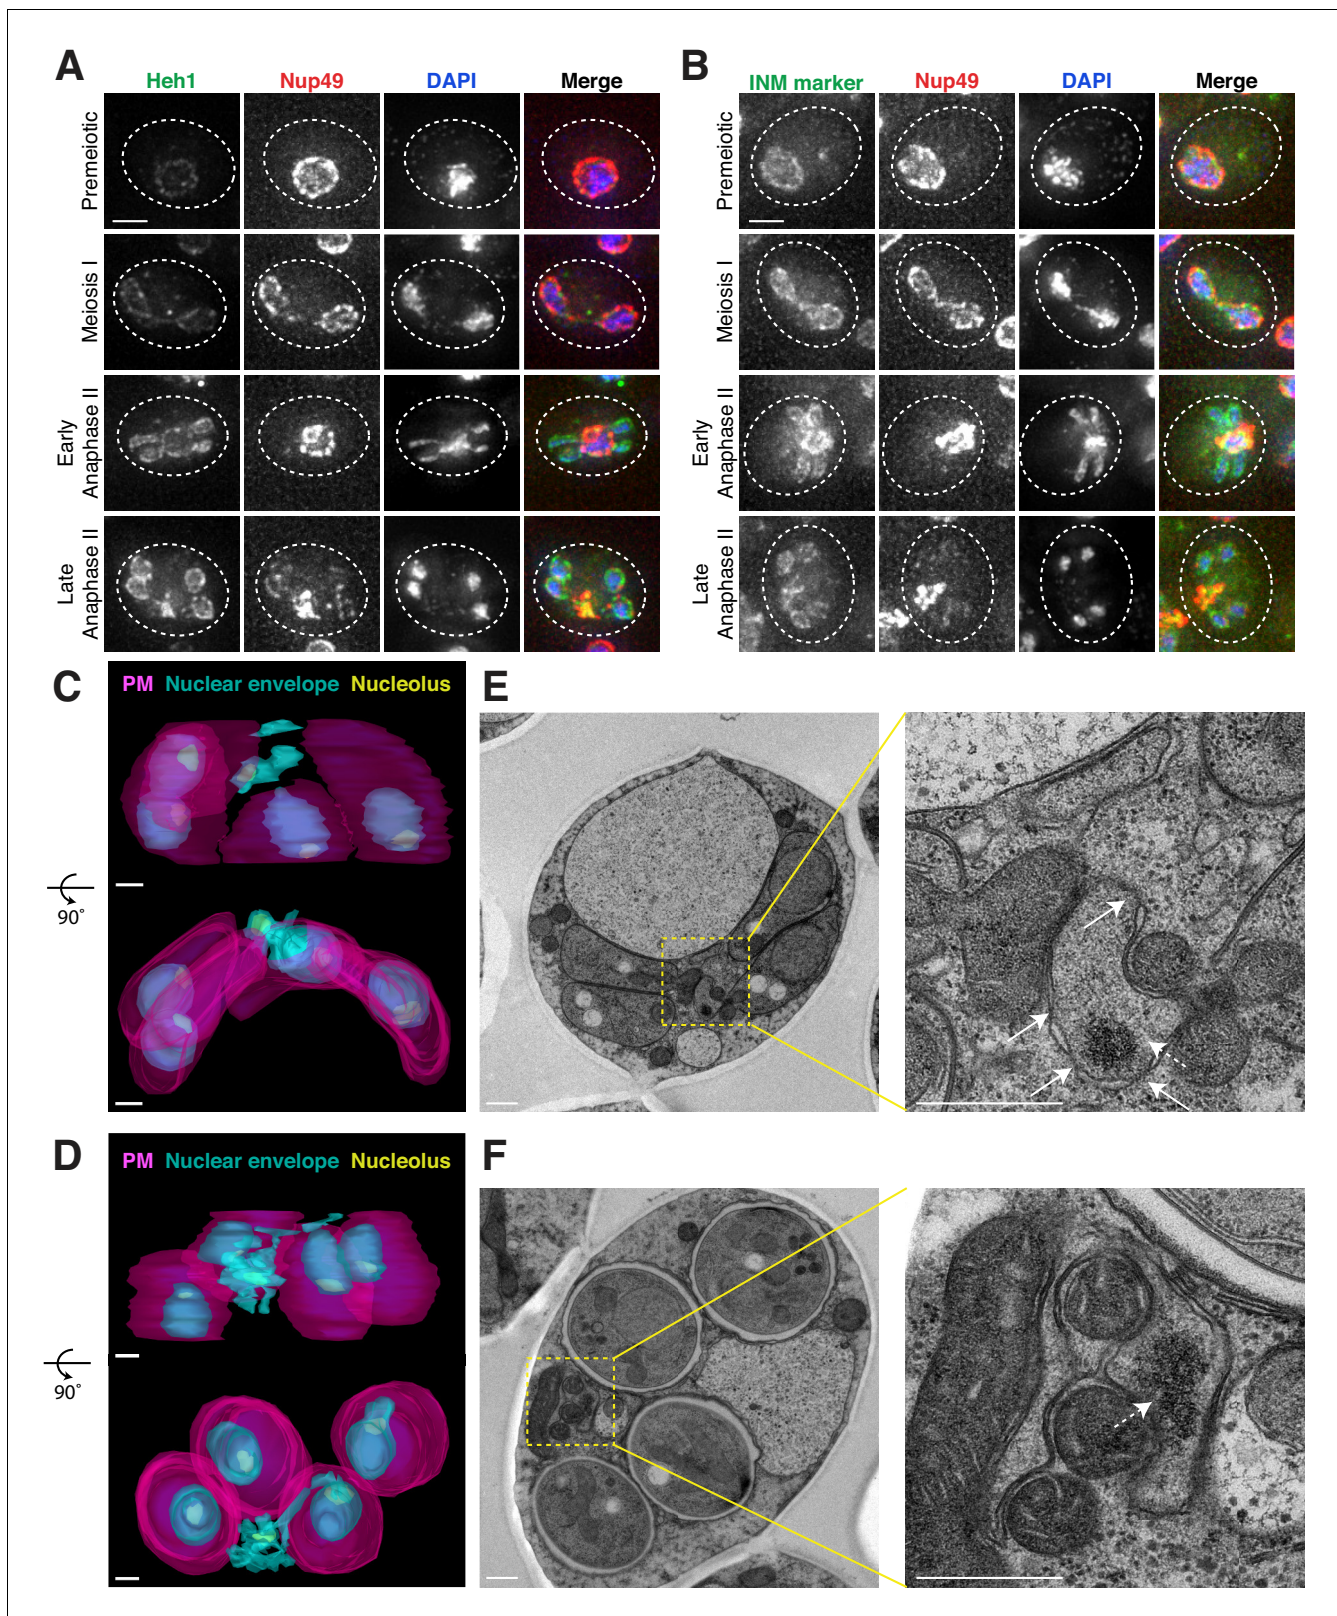 A
Heh1 Nup49 DAPI Merge
Premeiotic
Meiosis I
Early
Anaphase II
Late
Anaphase II
B
INM marker Nup49 DAPI Merge
Premeiotic
Meiosis I
Early
Anaphase II
Late
Anaphase II
C
PM Nuclear envelope Nucleolus
90°
D
PM Nuclear envelope Nucleolus
90°
E
F